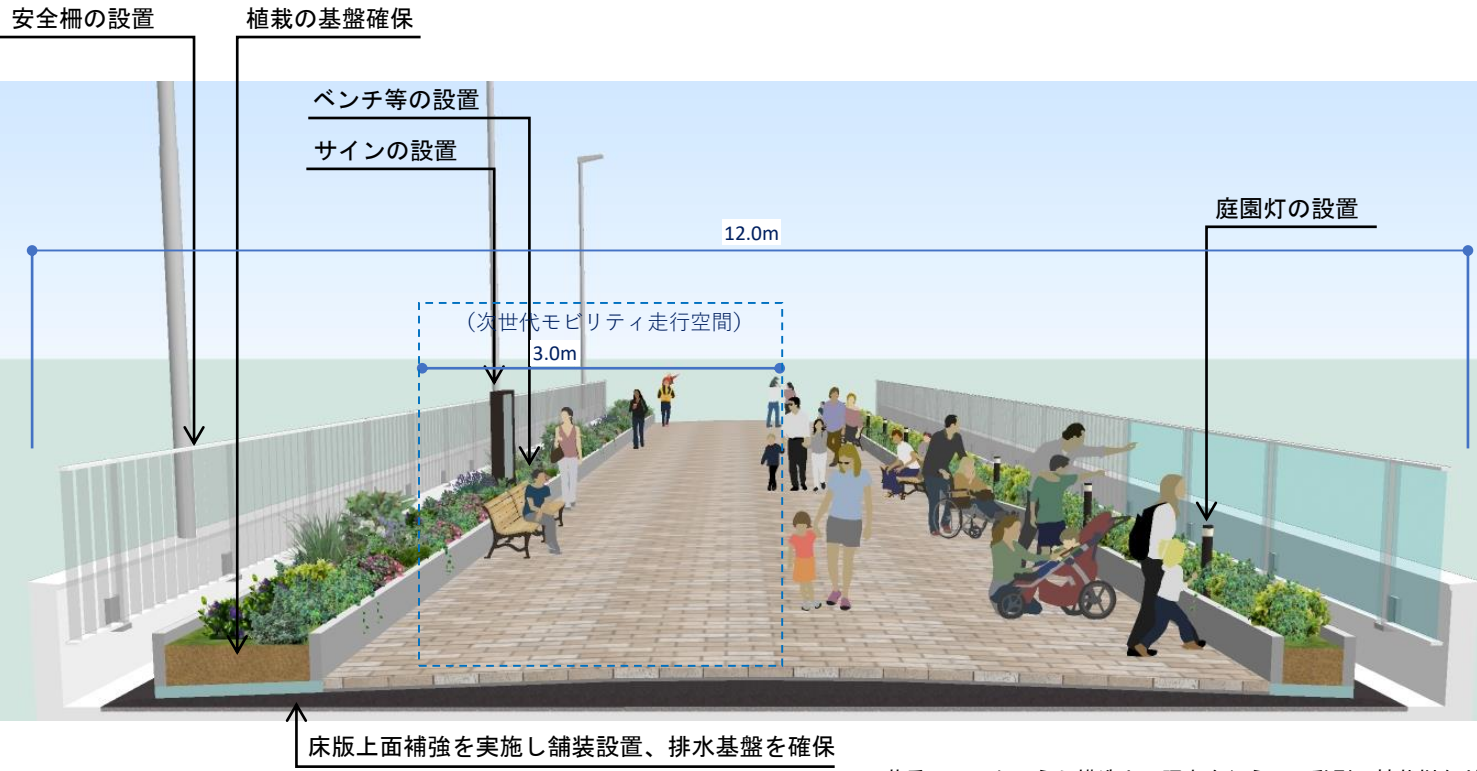 安全柵の設置
植栽の基盤確保
ベンチ等の設置
サインの設置
庭園灯の設置
12.0m
（次世代モビリティ走行空間）
3.0m
床版上面補強を実施し舗装設置、排水基盤を確保